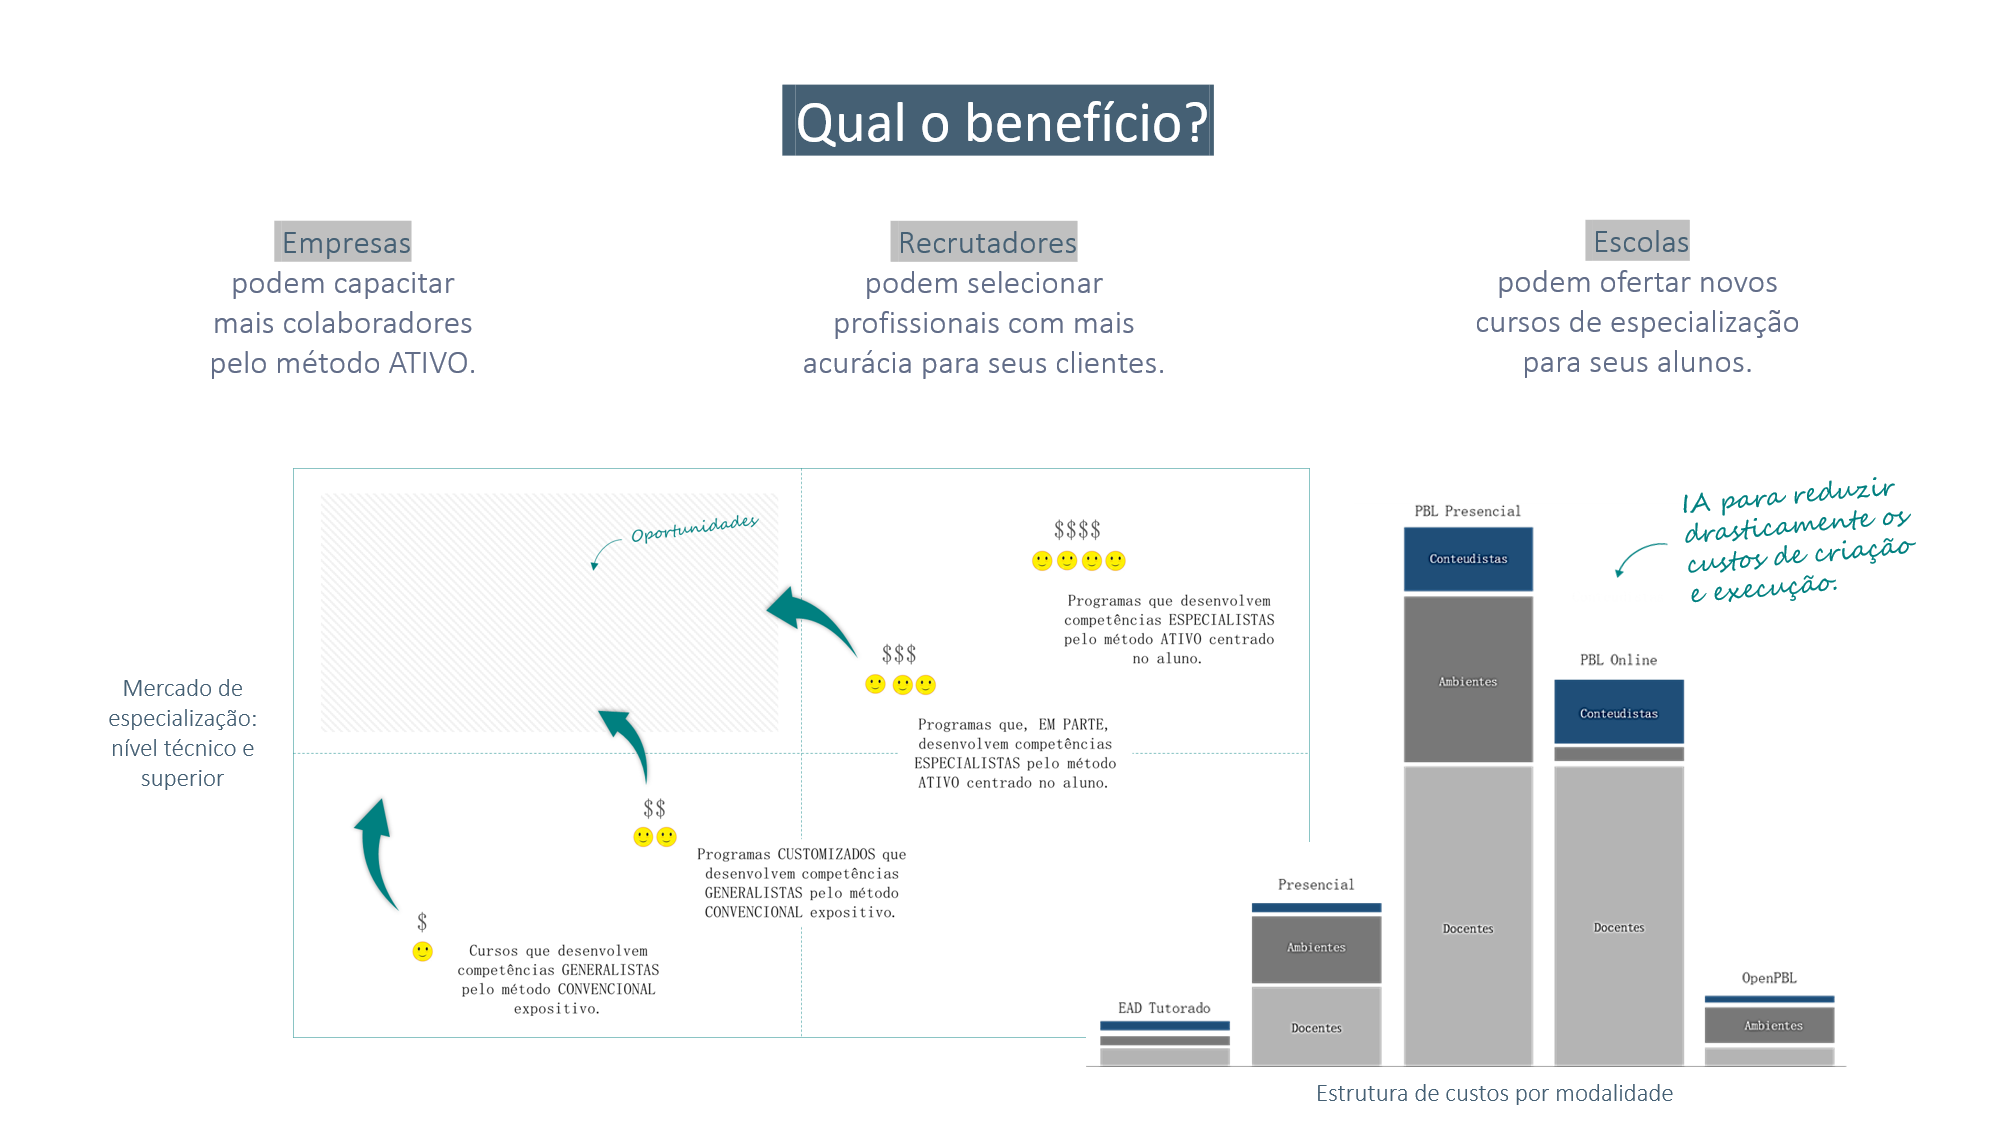 Qual o benefício?
Empresas
podem capacitar
mais colaboradores
pelo método ATIVO.
Recrutadores
podem selecionar
profissionais com mais
acurácia para seus clientes.
Escolas
podem ofertar novos
cursos de especialização
para seus alunos.
Mercado de
especialização:
nível técnico e
superior
Oportunidades
$$$$
Programas que desenvolvem
competências ESPECIALISTAS
pelo método ATIVO centrado
no aluno.
$$$
Programas que, EM PARTE,
desenvolvem competências
ESPECIALISTAS pelo método
ATIVO centrado no aluno.
$$
Programas CUSTOMIZADOS que
desenvolvem competências
GENERALISTAS pelo método
CONVENCIONAL expositivo.
$
Cursos que desenvolvem
competências GENERALISTAS
pelo método CONVENCIONAL
expositivo.
IA para reduzir
drasticamente os
custos de criação
e execução.
EAD Tutorado
Presencial
Ambientes
Docentes
PBL Presencial
Conteudistas
Ambientes
Docentes
PBL Online
Conteudistas
Docentes
OpenPBL
Ambientes
Estrutura de custos por modalidade